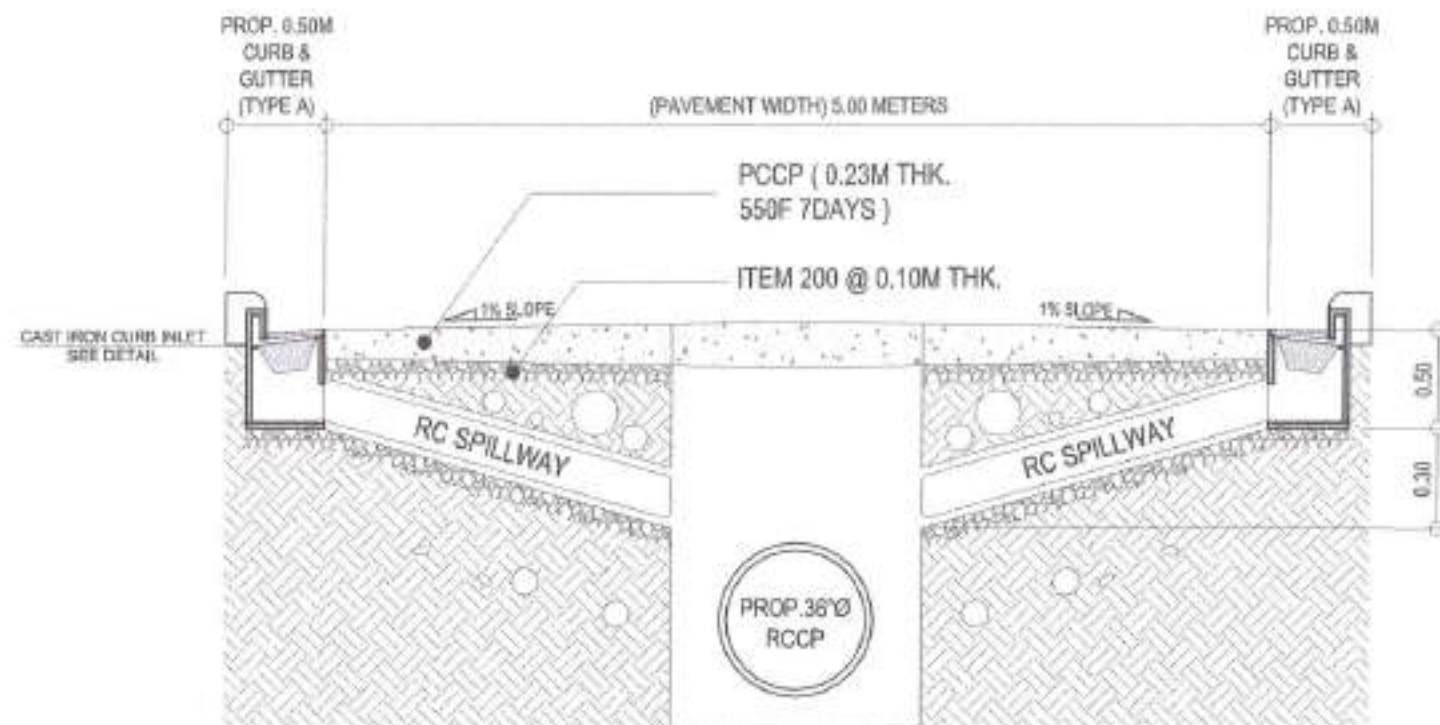 PROP. 0.50M
CURB &
GUTTER
(TYPE A)
(PAVEMENT WIDTH) 5.00 METERS
PROP. 0.50M
CURB &
GUTTER
(TYPE A)
PCCP ( 0.23M THK.
550F 7DAYS )
ITEM 200 @ 0.10M THK.
1% SLOPE
1% SLOPE
CAST IRON CURB INLET
SEE DETAIL
0.50
RC SPILLWAY
RC SPILLWAY
0.30
PROP.36"Ø
RCCP